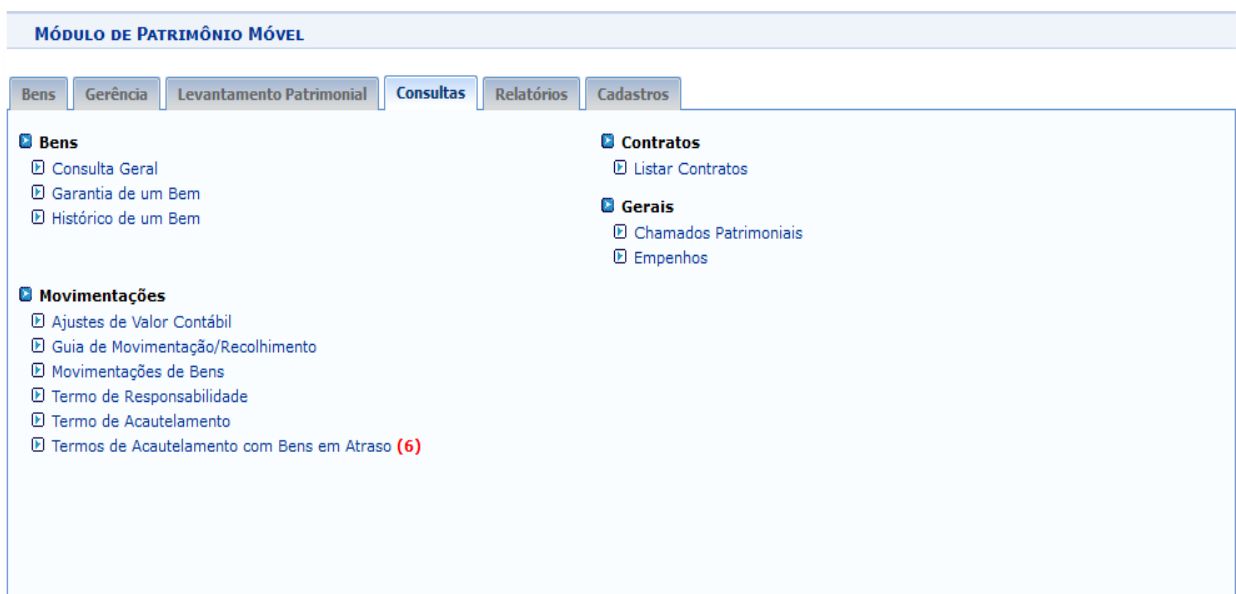 Módulo de Patrimônio Móvel
Bens Gerência Levantamento Patrimonial Consultas Relatórios Cadastros
Bens
Consulta Geral
Garantia de um Bem
Histórico de um Bem
Contratos
Listar Contratos
Gerais
Chamados Patrimoniais
Empenhos
Movimentações
Ajustes de Valor Contábil
Guia de Movimentação/Recolhimento
Movimentações de Bens
Termo de Responsabilidade
Termo de Acautelamento
Termos de Acautelamento com Bens em Atraso (6)